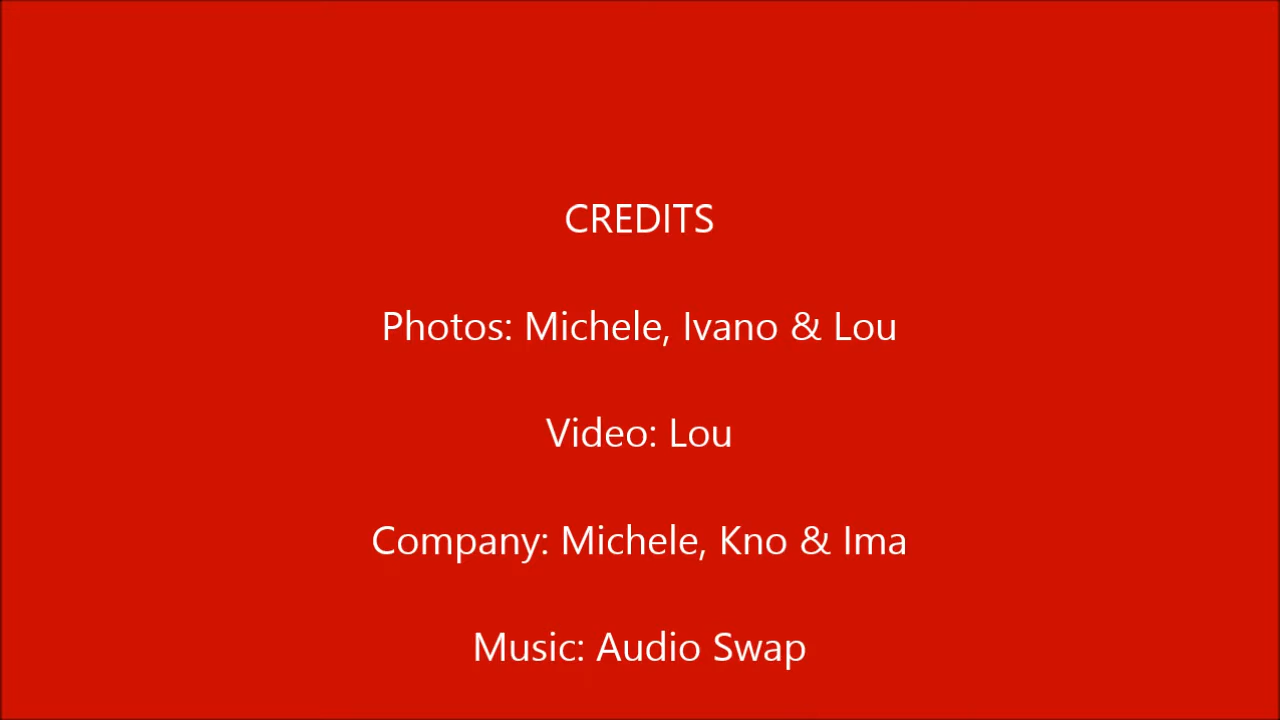 CREDITS
Photos: Michele, Ivano & Lou
Video: Lou
Company: Michele, Kno & Ima
Music: Audio Swap